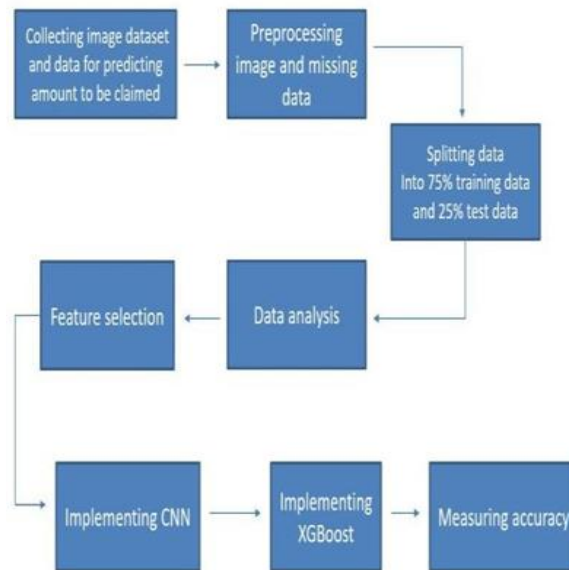 Collecting image dataset
and data for predicting
amount to be claimed
Preprocessing
image and missing
data
Splitting data
Into 75% training data
and 25% test data
Data analysis
Feature selection
Implementing CNN
Implementing
XGBoost
Measuring accuracy